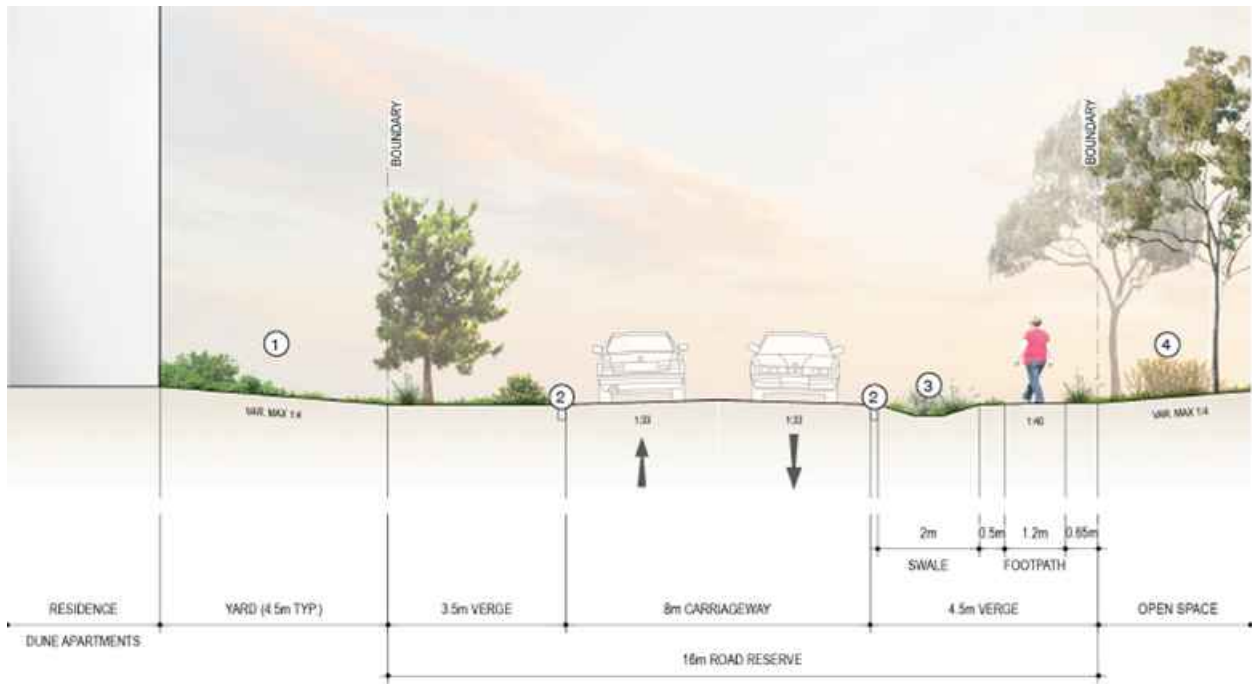 BOUNDARY
BOUNDARY
1
2
2
3
4
VAR. MAX 1:4
1:33
1:33
1:40
VAR. MAX 1:4
2m
0.5m
1.2m
0.65m
SWALE
FOOTPATH
RESIDENCE
YARD (4.5m TYP.)
3.5m VERGE
8m CARRIAGEWAY
4.5m VERGE
OPEN SPACE
DUNE APARTMENTS
16m ROAD RESERVE